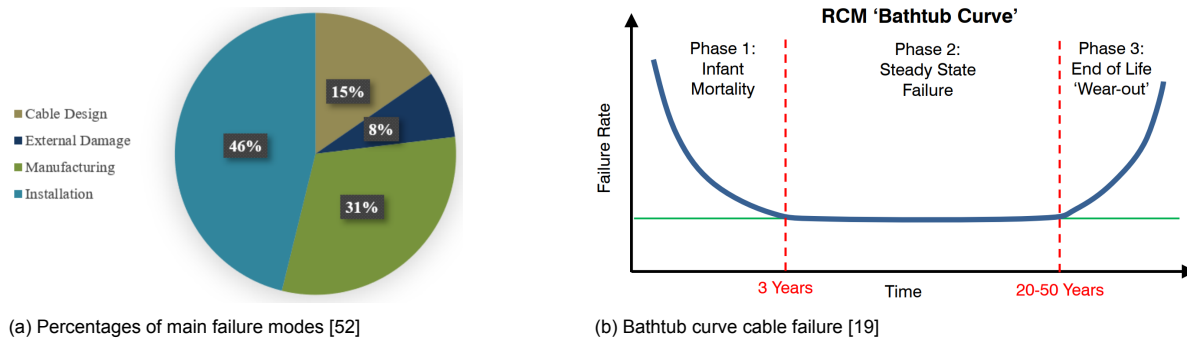 Cable Design
External Damage
Manufacturing
Installation
15%
8%
46%
31%
(a) Percentages of main failure modes [52]
RCM ‘Bathtub Curve’
Phase 1:
Infant
Mortality
Phase 2:
Steady State
Failure
Phase 3:
End of Life
‘Wear-out’
Failure Rate
3 Years
Time
20-50 Years
(b) Bathtub curve cable failure [19]